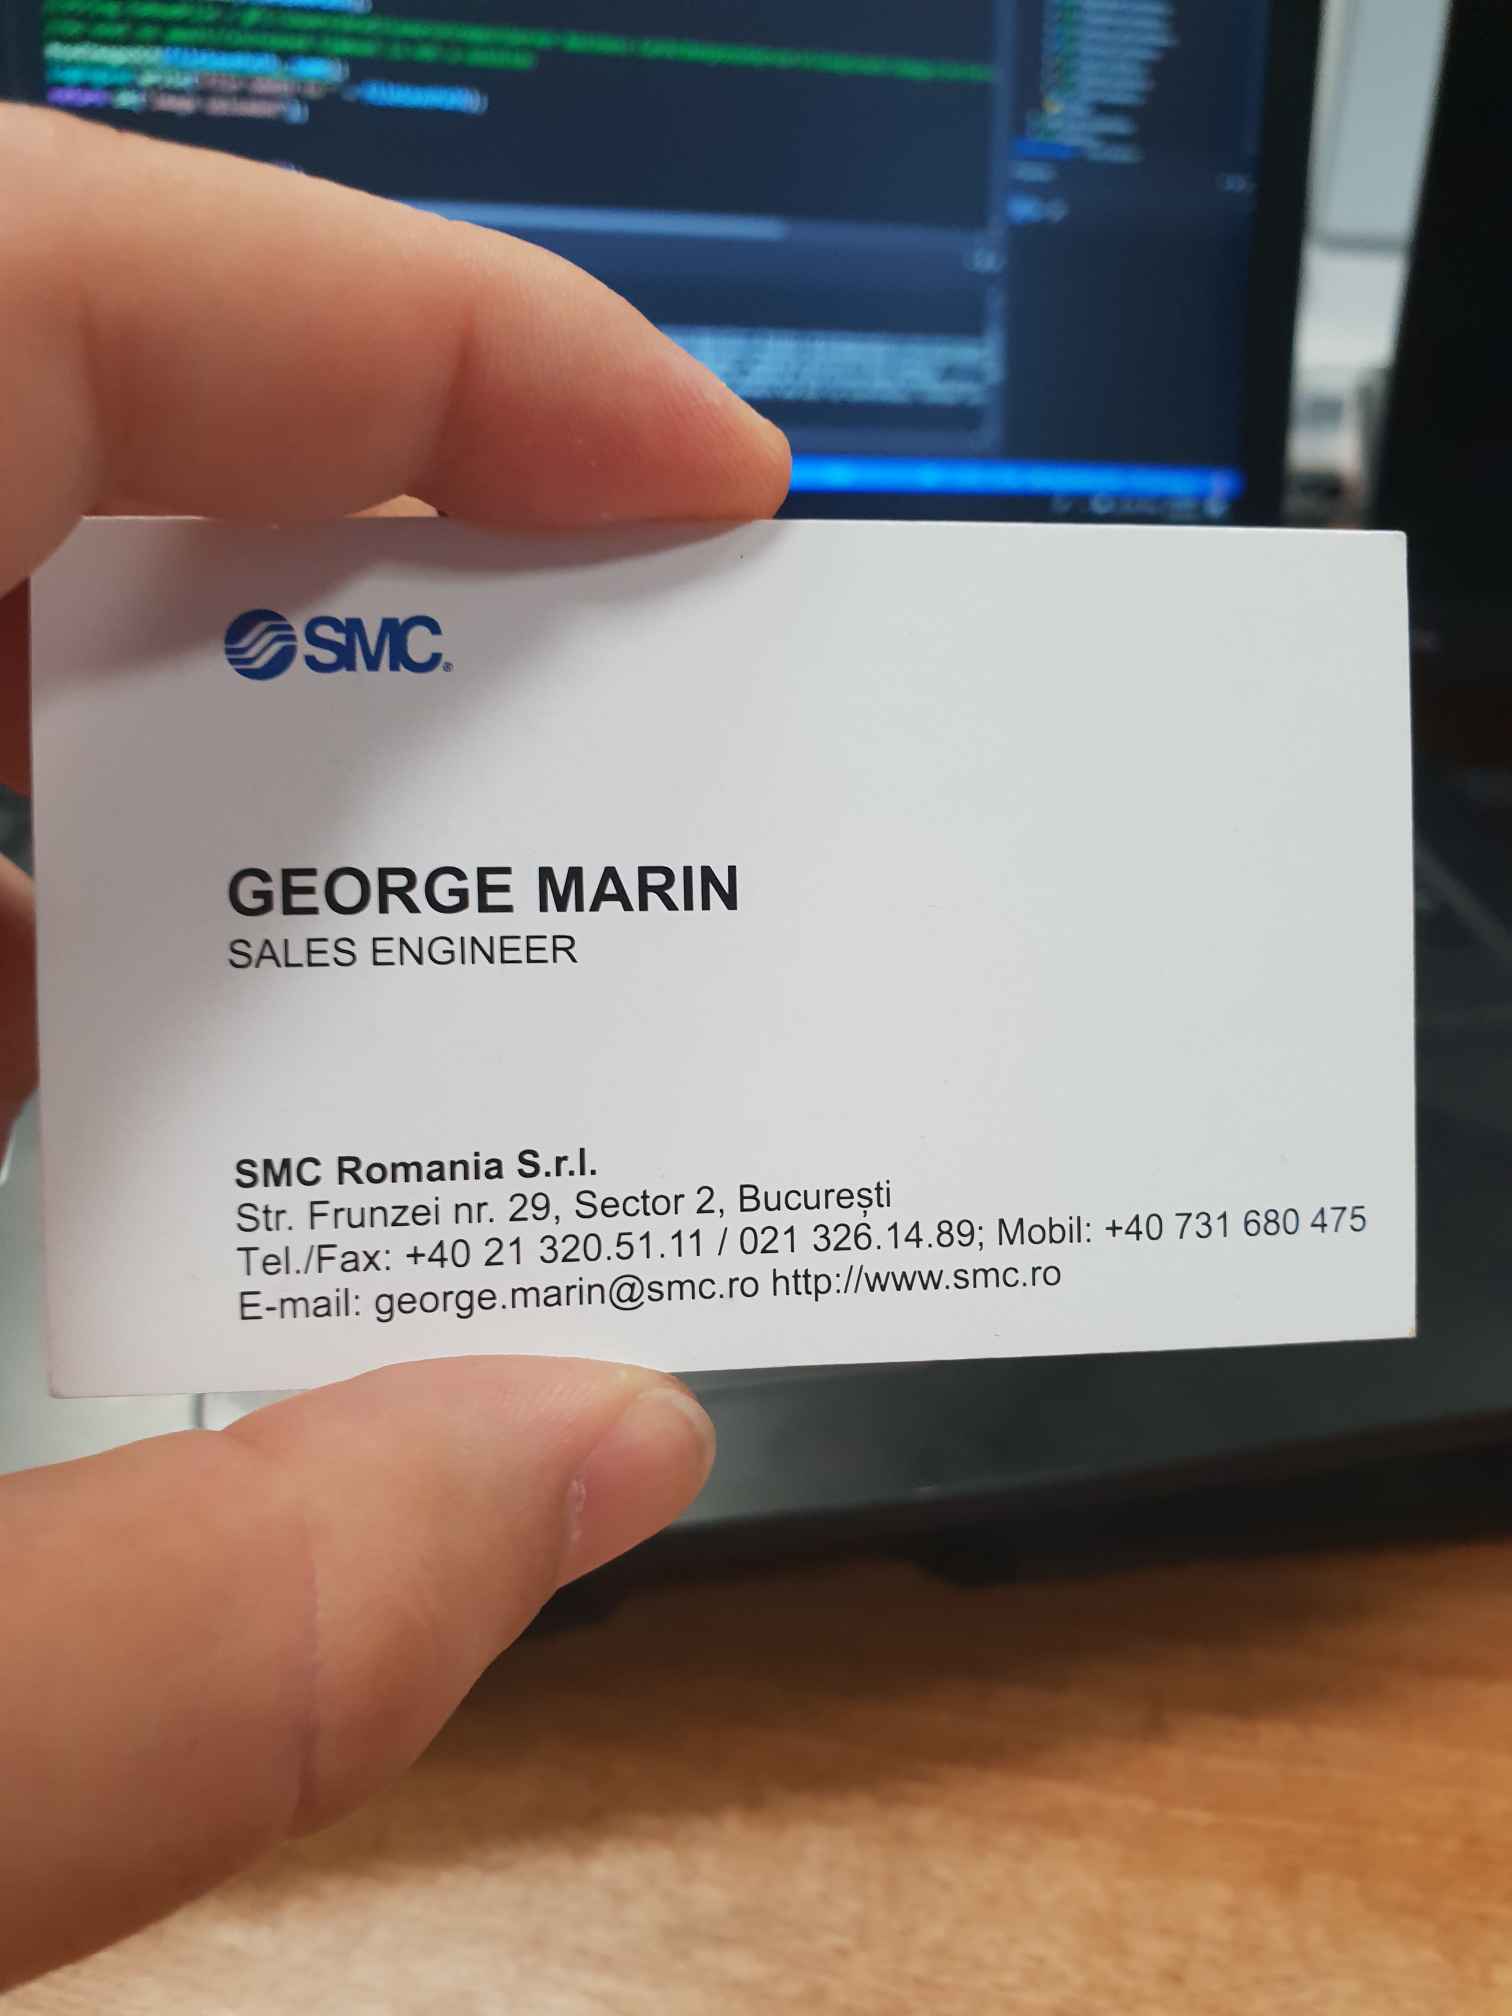 SMC®
GEORGE MARIN
SALES ENGINEER
SMC Romania S.r.l.
Str. Frunzei nr. 29, Sector 2, București
Tel./Fax: +40 21 320.51.11 / 021 326.14.89; Mobil: +40 731 680 475
E-mail: george.marin@smc.ro http://www.smc.ro